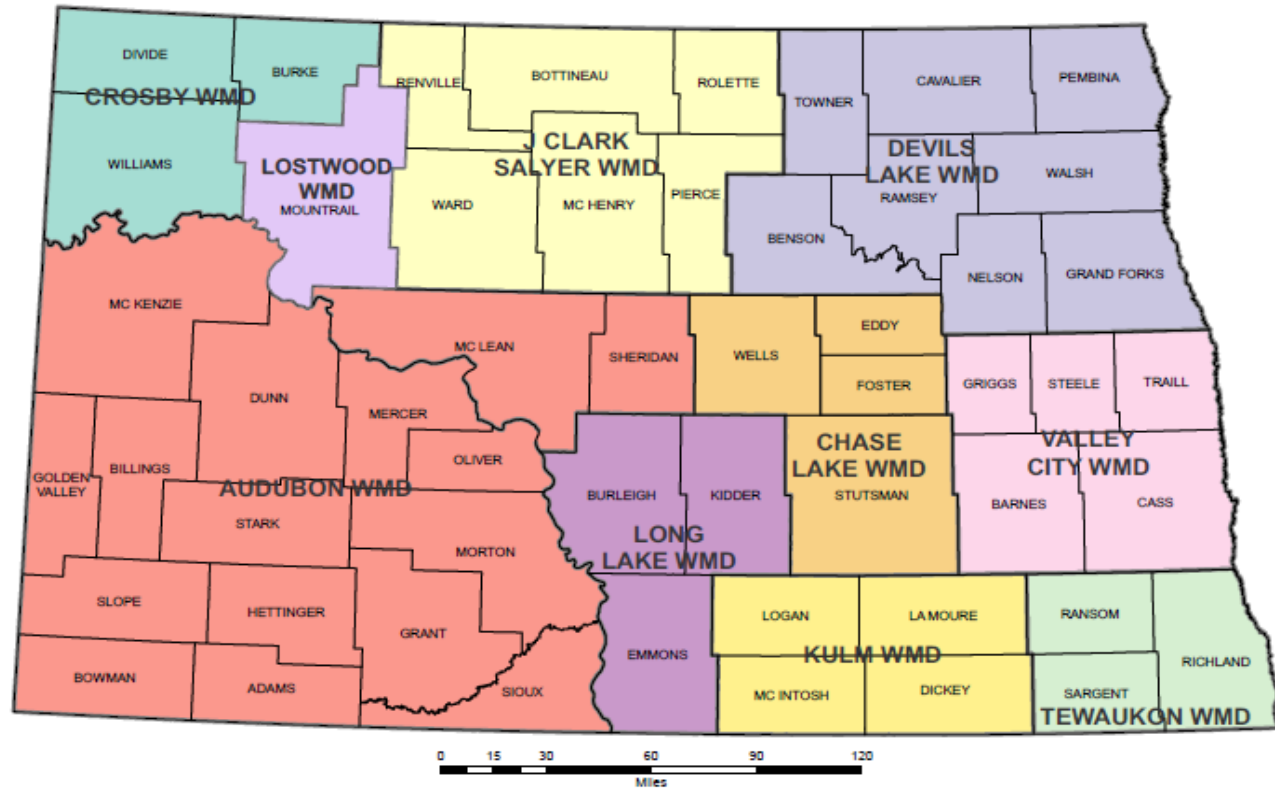 DIVIDE
BURKE
CROSBY WMD
WILLIAMS
LOSTWOOD
WMD
MOUNTRAIL
RENVILLE
BOTTINEAU
ROLETTE
J CLARK
SALYER WMD
WARD
MC HENRY
PIERCE
TOWNER
CAVALIER
PEMBINA
DEVILS
LAKE WMD
RAMSEY
WALSH
BENSON
NELSON
GRAND FORKS
MC KENZIE
MC LEAN
SHERIDAN
DUNN
MERCER
OLIVER
GOLDEN
VALLEY
BILLINGS
AUDUBON WMD
STARK
MORTON
SLOPE
HETTINGER
GRANT
BOWMAN
ADAMS
SIOUX
WELLS
EDDY
FOSTER
CHASE
LAKE WMD
STUTSMAN
GRIGGS
STEELE
TRAILL
VALLEY
CITY WMD
BARNES
CASS
BURLEIGH
KIDDER
LONG
LAKE WMD
EMMONS
LOGAN
LA MOURE
KULM WMD
MC INTOSH
DICKEY
RANSOM
RICHLAND
SARGENT
TEWAUKON WMD
0 15 30 60 90 120
Miles